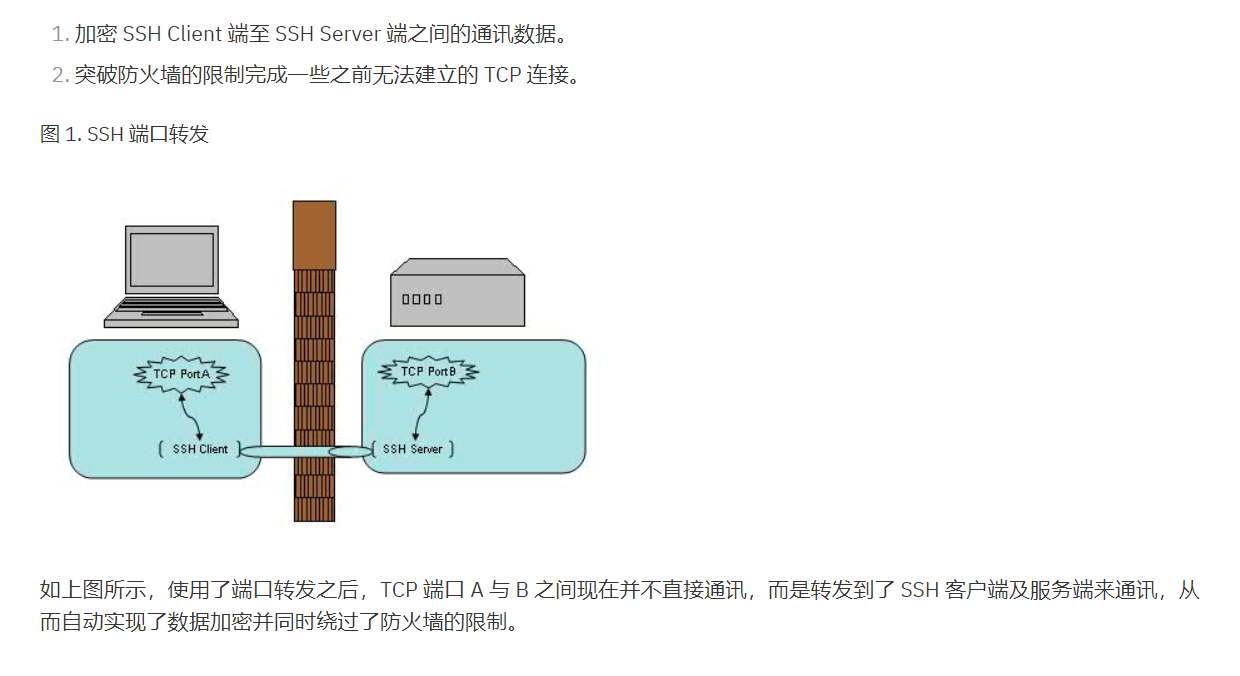 1. 加密 SSH Client 端至 SSH Server 端之间的通讯数据。
2. 突破防火墙的限制完成一些之前无法建立的 TCP 连接。
图 1. SSH 端口转发
TCP PortA
TCP PortB
SSH Client
SSH Server
如上图所示，使用了端口转发之后，TCP 端口 A 与 B 之间现在并不直接通讯，而是转发到了 SSH 客户端及服务端来通讯，从
而自动实现了数据加密并同时绕过了防火墙的限制。